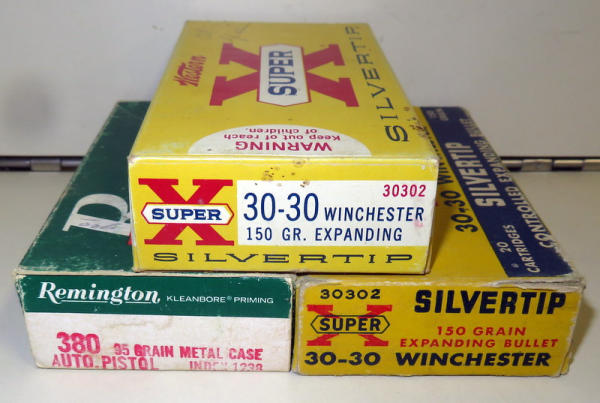 Western
SUPER X
SILVERTIP
WARNING
Keep out of reach
of children.
X
SUPER
30302
30-30 WINCHESTER
150 GR. EXPANDING
SILVERTIP
30-30
SILVERTIP
20
CARTRIDGES
CONTROLLED EXPANDING BULLET
Remington
KLEANBORE® PRIMING
380 95 GRAIN METAL CASE
AUTO.PISTOL INDEX 1238
30302
SILVERTIP
X
SUPER
150 GRAIN
EXPANDING BULLET
30-30 WINCHESTER